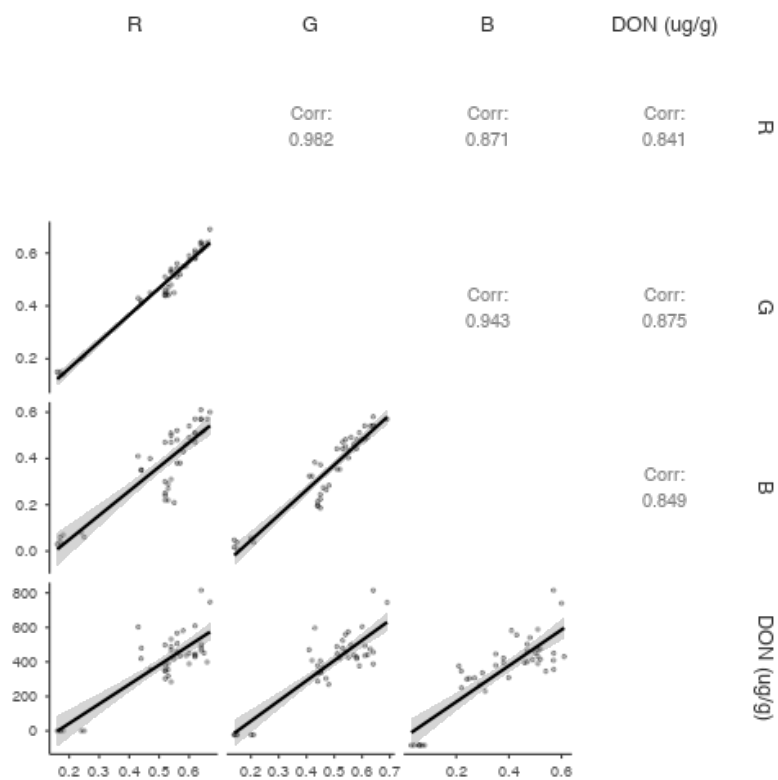 R G B DON (ug/g)
Corr: Corr: Corr:
0.982 0.871 0.841
R
0.6
0.4
0.2
Corr: Corr:
0.943 0.875
G
0.6
0.4
0.2
0.0
Corr:
0.849
B
800
600
400
200
0
DON (ug/g)
0.2 0.3 0.4 0.5 0.6 0.2 0.3 0.4 0.5 0.6 0.7 0.2 0.4 0.6